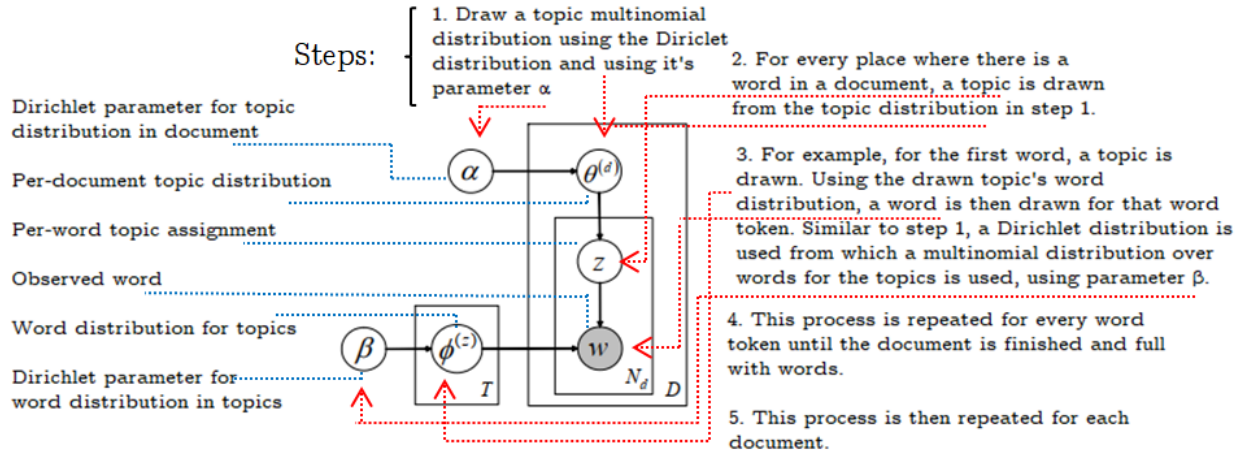 Steps:
1. Draw a topic multinomial
distribution using the Diriclet
distribution and using it's
parameter α
2. For every place where there is a
word in a document, a topic is drawn
from the topic distribution in step 1.
Dirichlet parameter for topic
distribution in document
Per-document topic distribution
Per-word topic assignment
Observed word
Word distribution for topics
Dirichlet parameter for
word distribution in topics
α
θ(d)
z
β
ϕ(z)
w
T
N_d
D
3. For example, for the first word, a topic is
drawn. Using the drawn topic's word
distribution, a word is then drawn for that word
token. Similar to step 1, a Dirichlet distribution is
used from which a multinomial distribution over
words for the topics is used, using parameter β.
4. This process is repeated for every word
token until the document is finished and full
with words.
5. This process is then repeated for each
document.